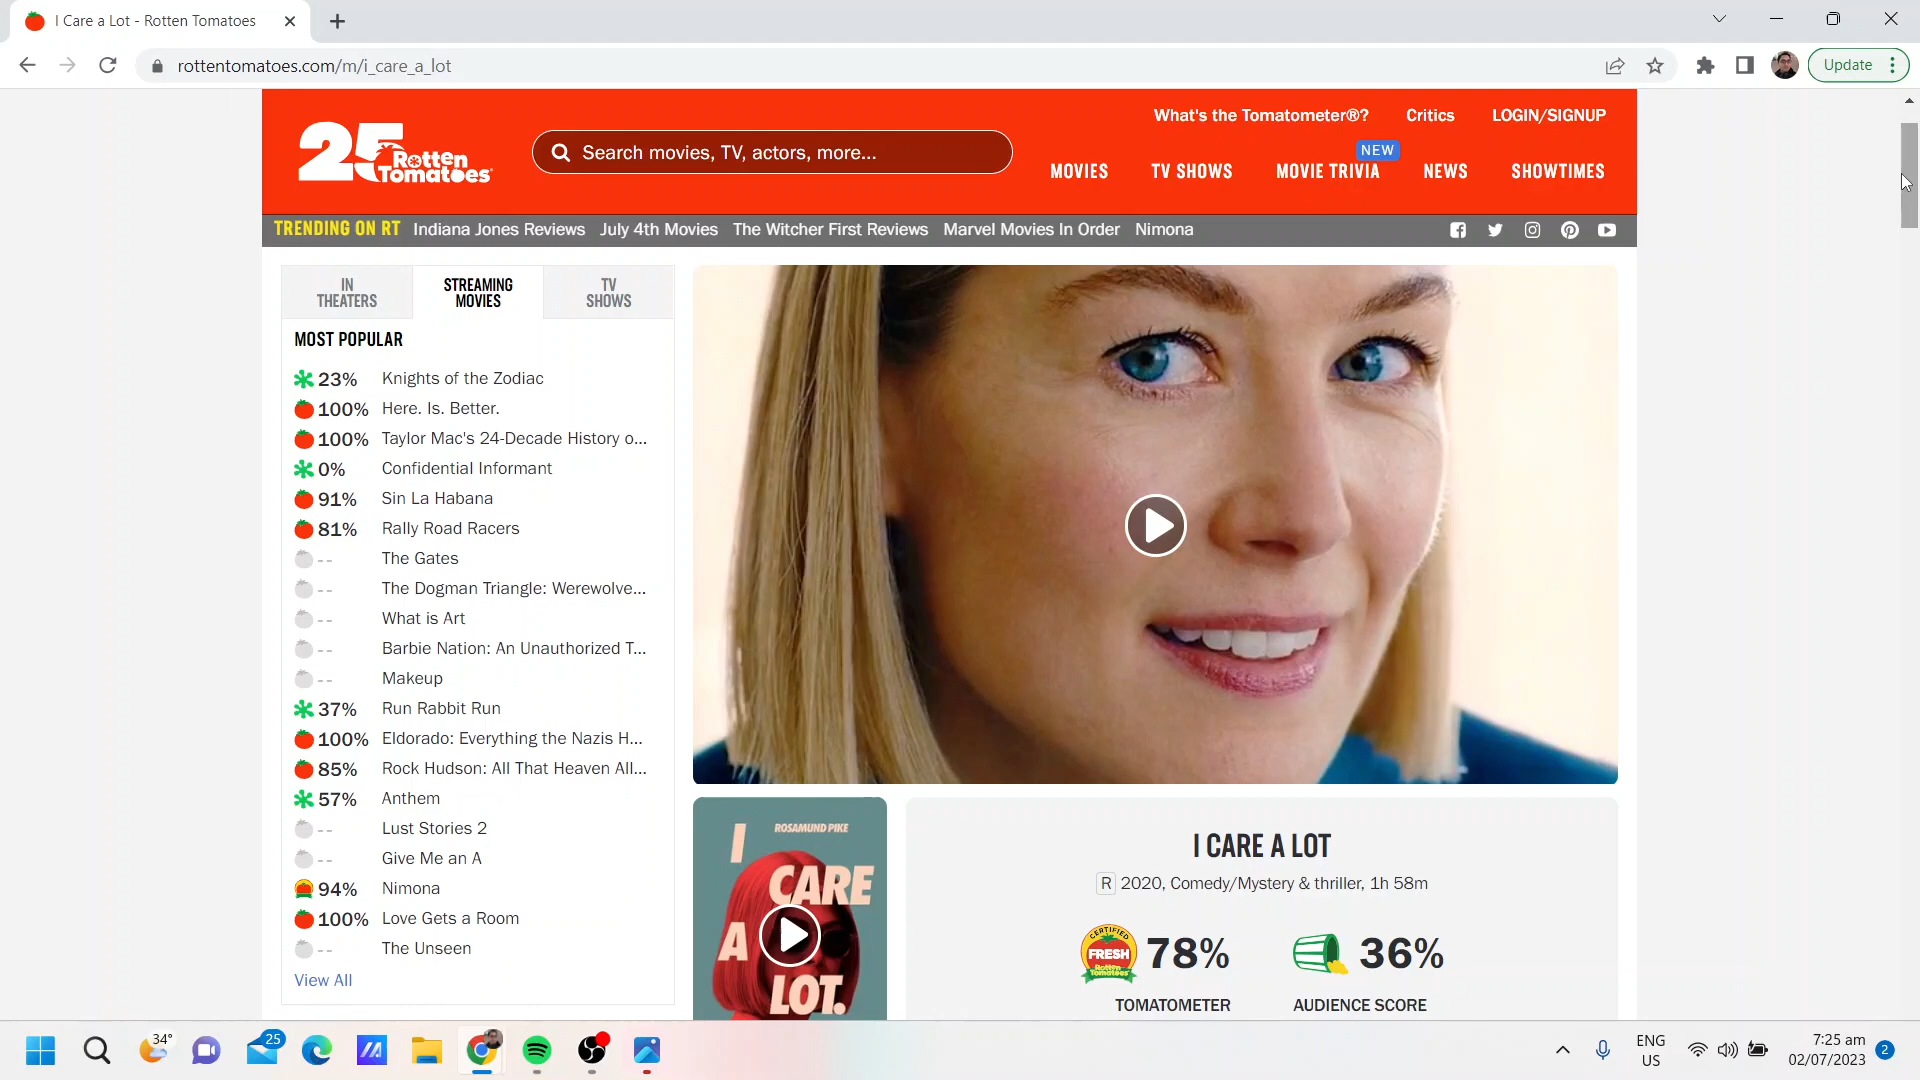 I Care a Lot - Rotten Tomatoes
rottentomatoes.com/m/i_care_a_lot
Update
25 Rotten Tomatoes
Search movies, TV, actors, more...
What's the Tomatometer®?
Critics
LOGIN/SIGNUP
NEW
MOVIES
TV SHOWS
MOVIE TRIVIA
NEWS
SHOWTIMES
TRENDING ON RT
Indiana Jones Reviews
July 4th Movies
The Witcher First Reviews
Marvel Movies In Order
Nimona
IN
THEATERS
STREAMING
MOVIES
TV
SHOWS
MOST POPULAR
23% Knights of the Zodiac
100% Here. Is. Better.
100% Taylor Mac's 24-Decade History o...
0% Confidential Informant
91% Sin La Habana
81% Rally Road Racers
-- The Gates
-- The Dogman Triangle: Werewolve...
-- What is Art
-- Barbie Nation: An Unauthorized T...
-- Makeup
37% Run Rabbit Run
100% Eldorado: Everything the Nazis H...
85% Rock Hudson: All That Heaven All...
57% Anthem
-- Lust Stories 2
-- Give Me an A
94% Nimona
100% Love Gets a Room
-- The Unseen
View All
ROSAMUND PIKE
I
CARE
A
LOT.
I CARE A LOT
R 2020, Comedy/Mystery & thriller, 1h 58m
CERTIFIED
FRESH
Rotten
Tomatoes
78%
36%
TOMATOMETER
AUDIENCE SCORE
34°
25
ENG
US
7:25 am
02/07/2023
2